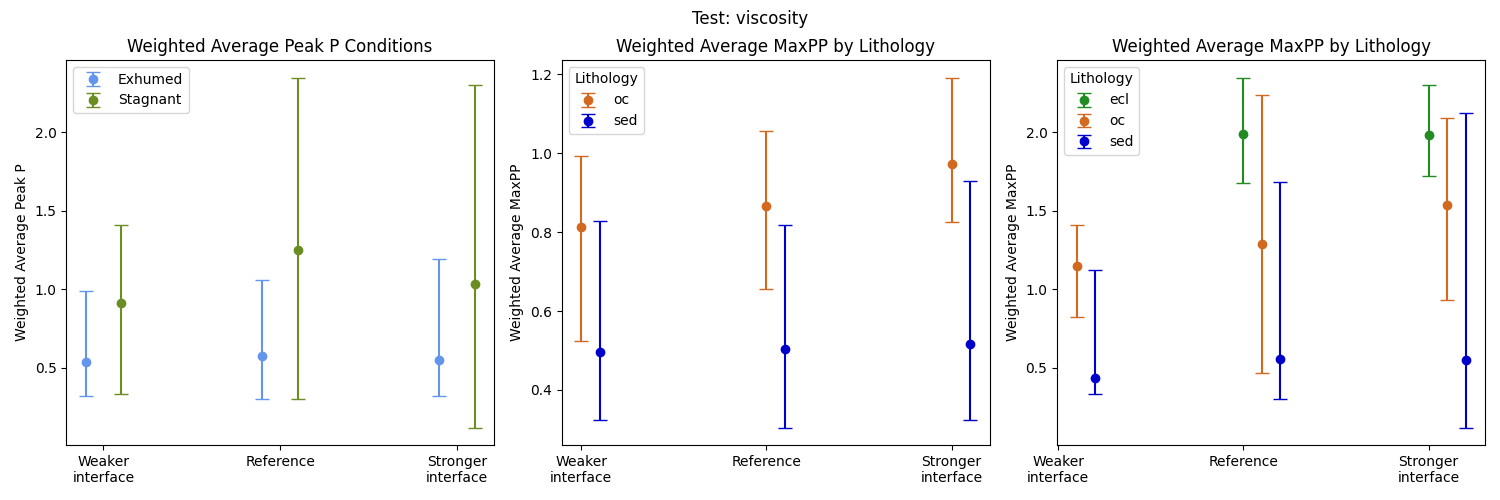 Test: viscosity
Weighted Average Peak P Conditions
Weighted Average Peak P
2.0
1.5
1.0
0.5
Exhumed
Stagnant
Weaker
interface
Reference
Stronger
interface
Weighted Average MaxPP by Lithology
Weighted Average MaxPP
1.2
1.0
0.8
0.6
0.4
Lithology
oc
sed
Weaker
interface
Reference
Stronger
interface
Weighted Average MaxPP by Lithology
Weighted Average MaxPP
2.0
1.5
1.0
0.5
Lithology
ecl
oc
sed
Weaker
interface
Reference
Stronger
interface